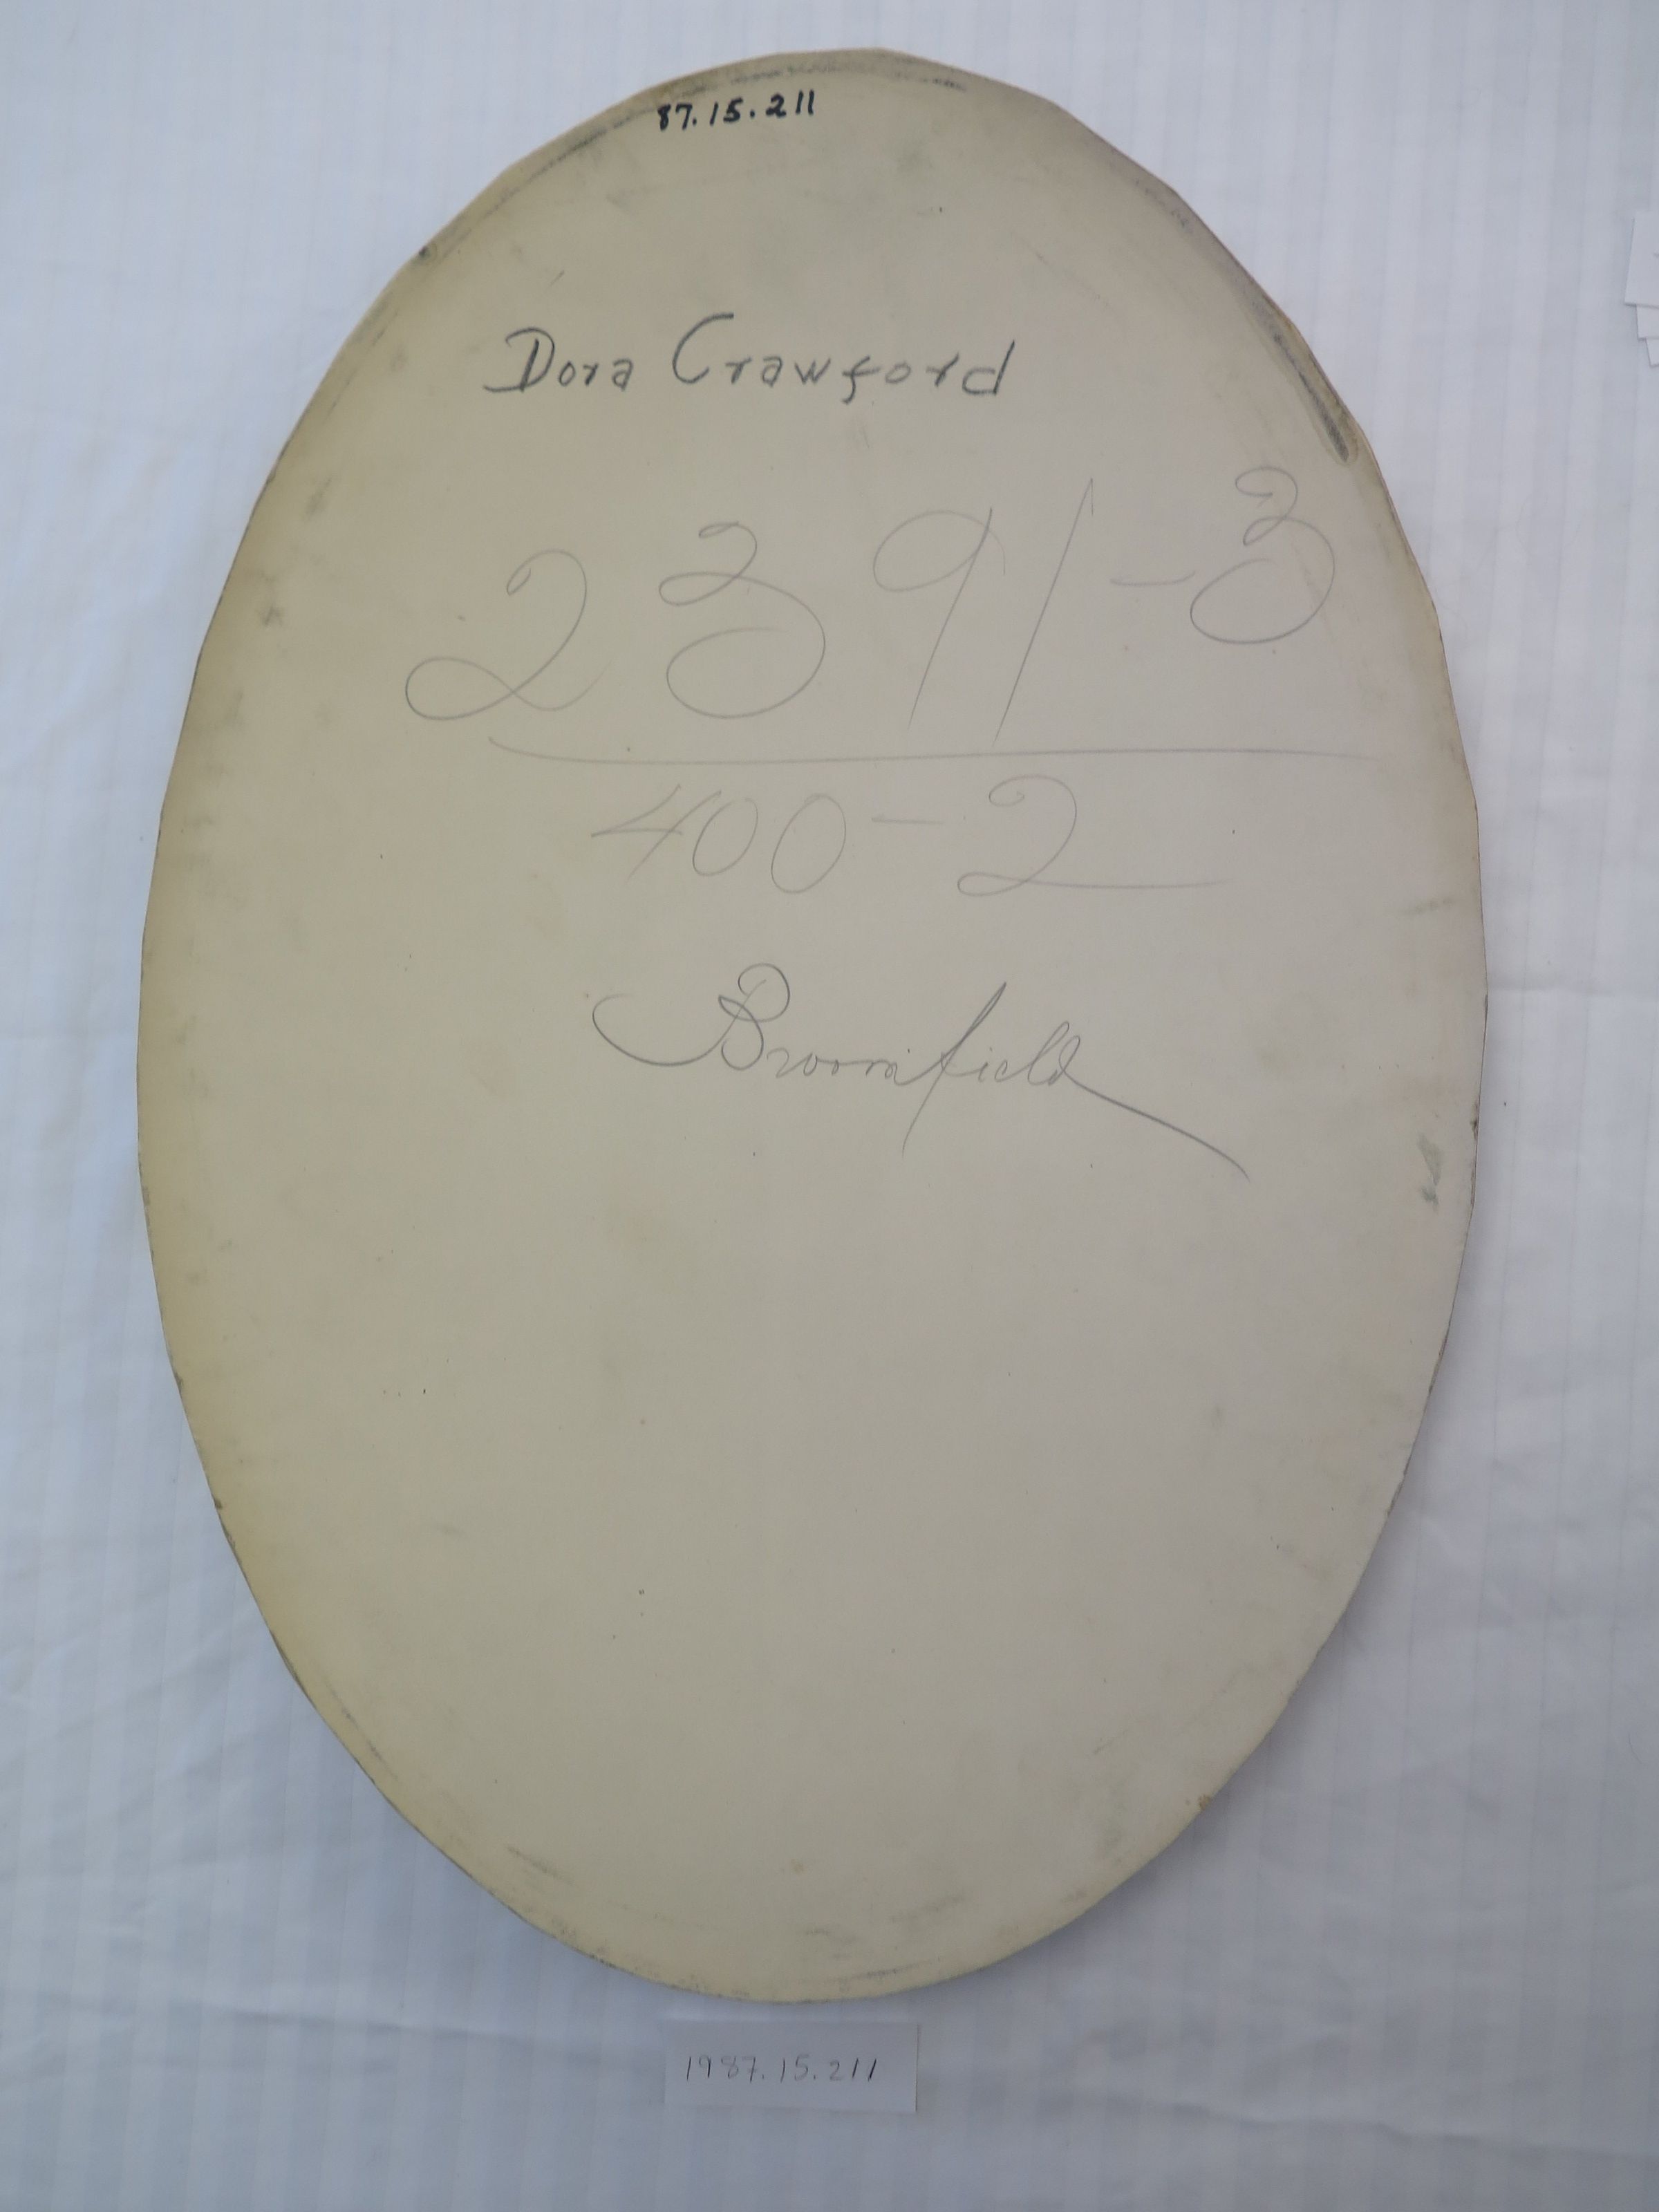 87.15.211
Dora Crawford
2391-3
400-2
Broomfield
1987.15.211